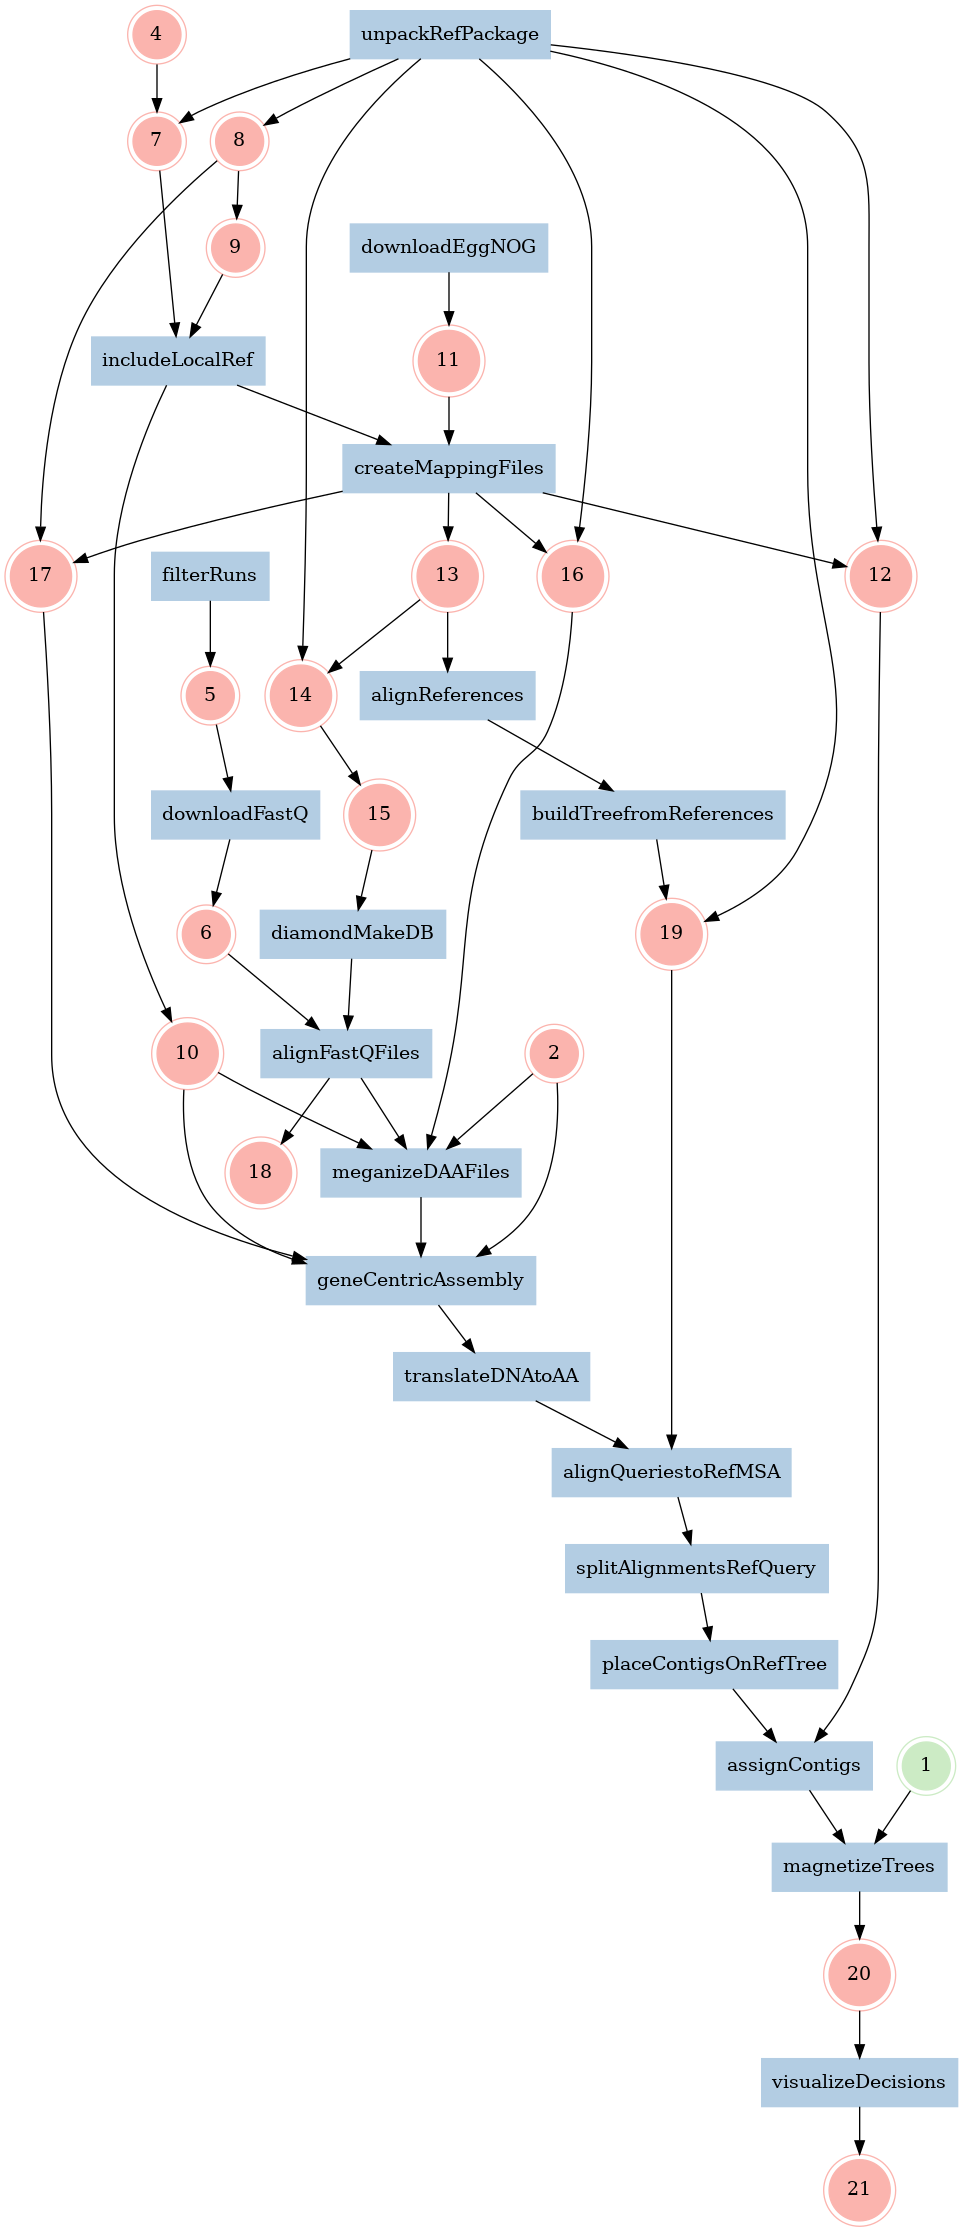 4
unpackRefPackage
7
8
9
downloadEggNOG
includeLocalRef
11
createMappingFiles
17
filterRuns
13
16
12
5
14
alignReferences
downloadFastQ
15
buildTreefromReferences
6
diamondMakeDB
19
10
alignFastQFiles
2
18
meganizeDAAFiles
geneCentricAssembly
translateDNAtoAA
alignQueriestoRefMSA
splitAlignmentsRefQuery
placeContigsOnRefTree
assignContigs
1
magnetizeTrees
20
visualizeDecisions
21